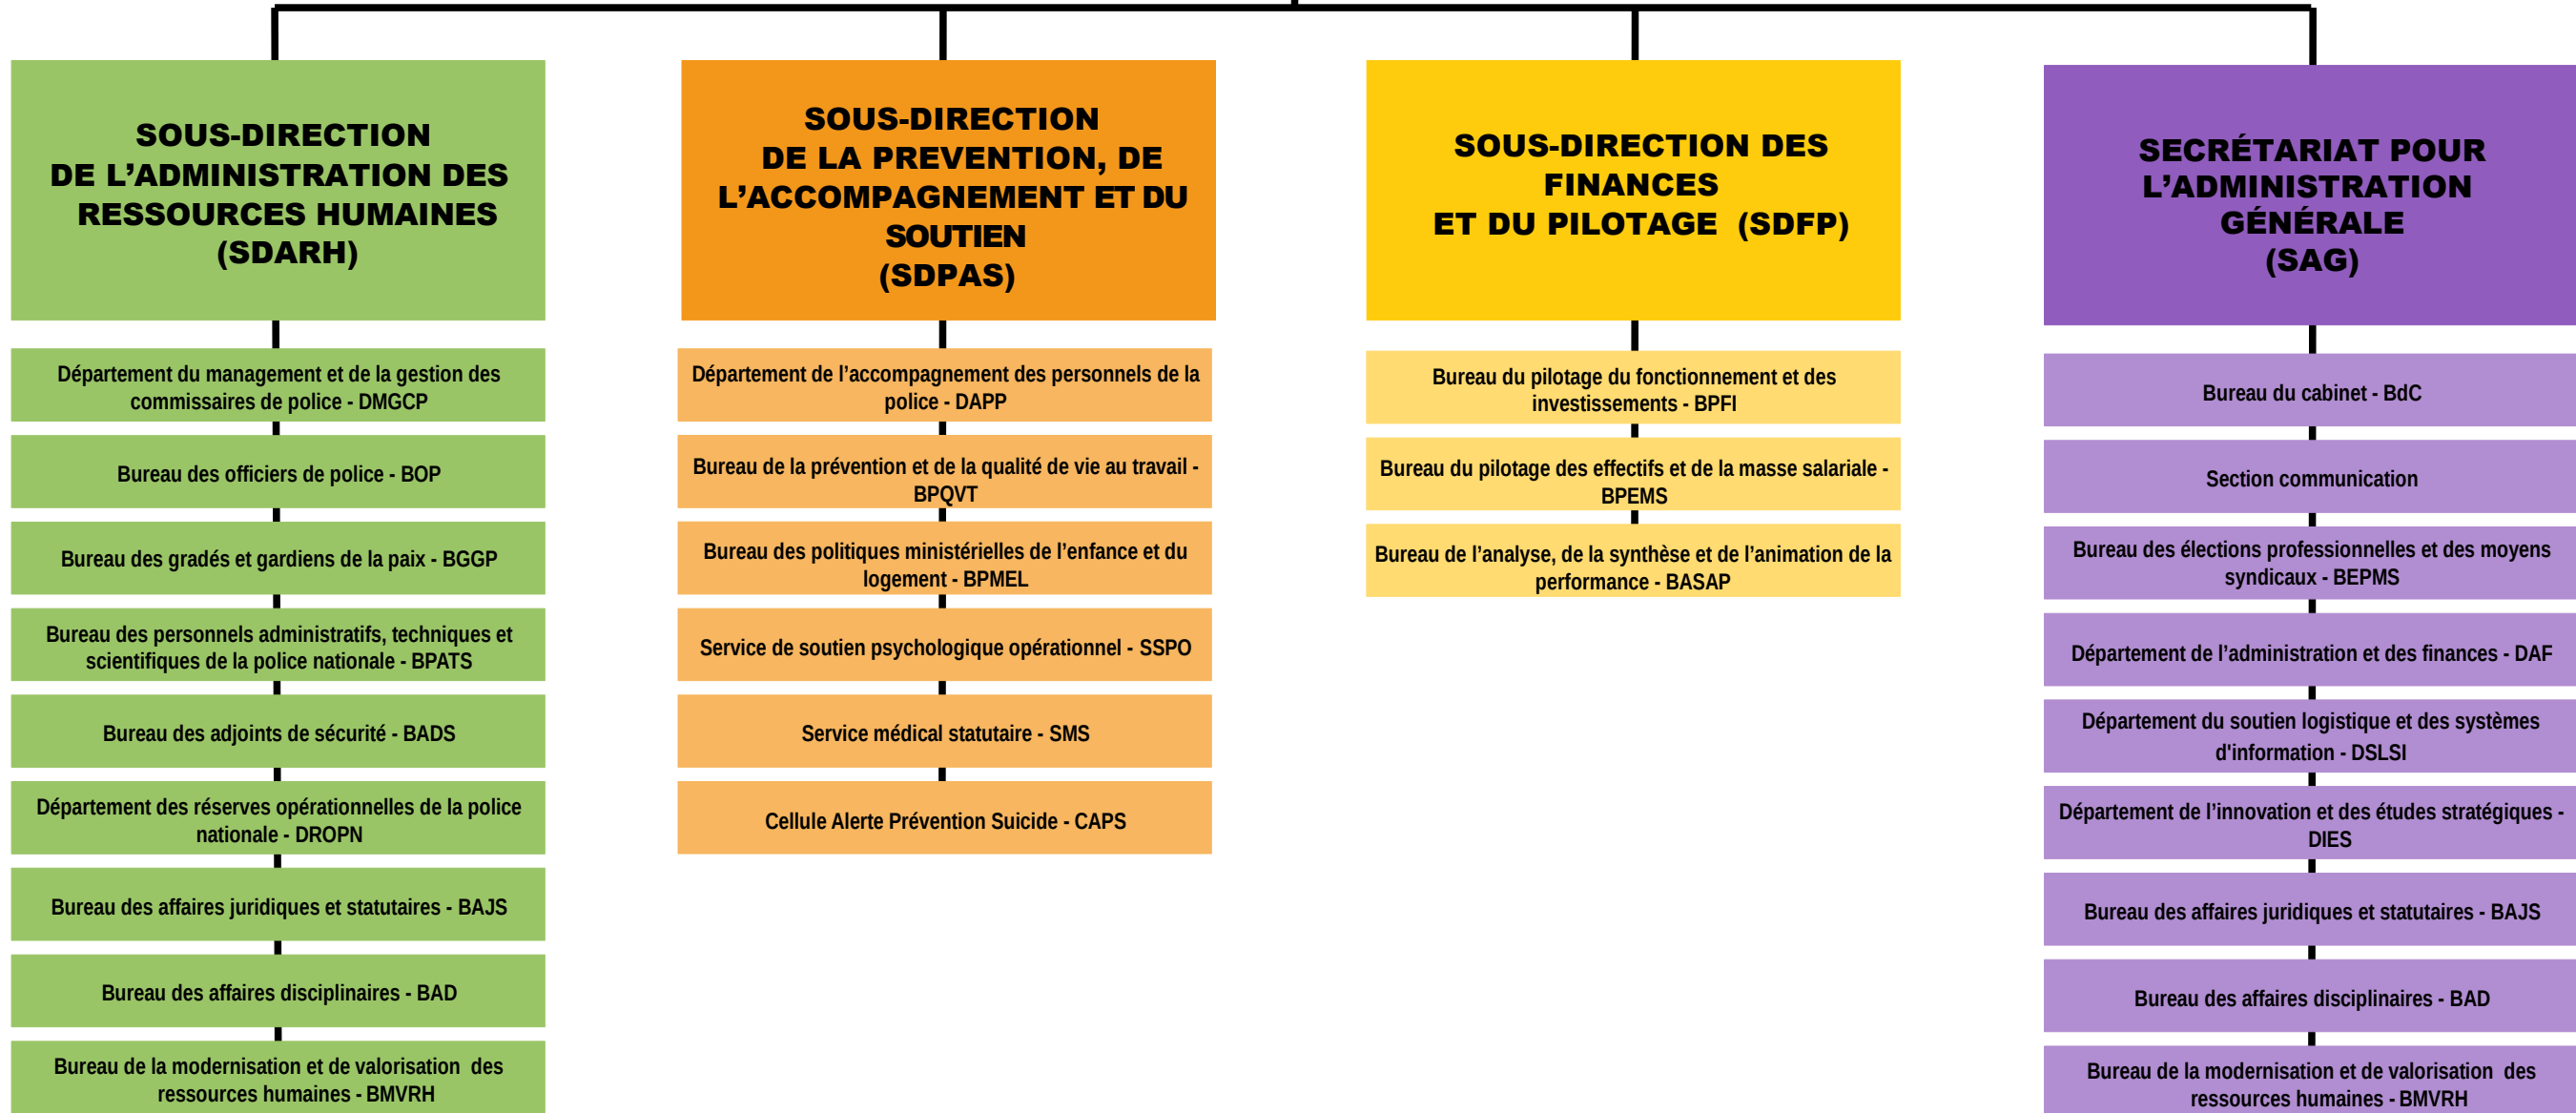 SOUS-DIRECTION
DE L’ADMINISTRATION DES
RESSOURCES HUMAINES
(SDARH)
Département du management et de la gestion des
commissaires de police - DMGCP
Bureau des officiers de police - BOP
Bureau des gradés et gardiens de la paix - BGGP
Bureau des personnels administratifs, techniques et
scientifiques de la police nationale - BPATS
Bureau des adjoints de sécurité - BADS
Département des réserves opérationnelles de la police
nationale - DROPN
Bureau des affaires juridiques et statutaires - BAJS
Bureau des affaires disciplinaires - BAD
Bureau de la modernisation et de valorisation des
ressources humaines - BMVRH
SOUS-DIRECTION
DE LA PREVENTION, DE
L’ACCOMPAGNEMENT ET DU
SOUTIEN
(SDPAS)
Département de l’accompagnement des personnels de la
police - DAPP
Bureau de la prévention et de la qualité de vie au travail -
BPQVT
Bureau des politiques ministérielles de l’enfance et du
logement - BPMEL
Service de soutien psychologique opérationnel - SSPO
Service médical statutaire - SMS
Cellule Alerte Prévention Suicide - CAPS
SOUS-DIRECTION DES
FINANCES
ET DU PILOTAGE (SDFP)
Bureau du pilotage du fonctionnement et des
investissements - BPFI
Bureau du pilotage des effectifs et de la masse salariale -
BPEMS
Bureau de l’analyse, de la synthèse et de l’animation de la
performance - BASAP
SECRÉTARIAT POUR
L’ADMINISTRATION
GÉNÉRALE
(SAG)
Bureau du cabinet - BdC
Section communication
Bureau des élections professionnelles et des moyens
syndicaux - BEPMS
Département de l’administration et des finances - DAF
Département du soutien logistique et des systèmes
d'information - DSLSI
Département de l’innovation et des études stratégiques -
DIES
Bureau des affaires juridiques et statutaires - BAJS
Bureau des affaires disciplinaires - BAD
Bureau de la modernisation et de valorisation des
ressources humaines - BMVRH